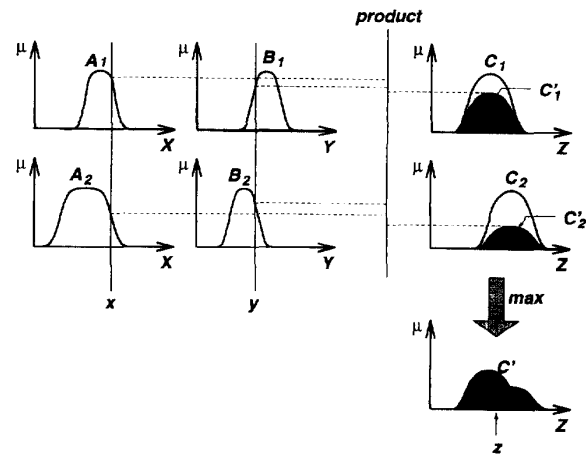 product
μ A₁ X
μ B₁ Y
μ C₁ C'₁ Z
μ A₂ X
μ B₂ Y
μ C₂ C'₂ Z
x y
max
μ C' Z
z